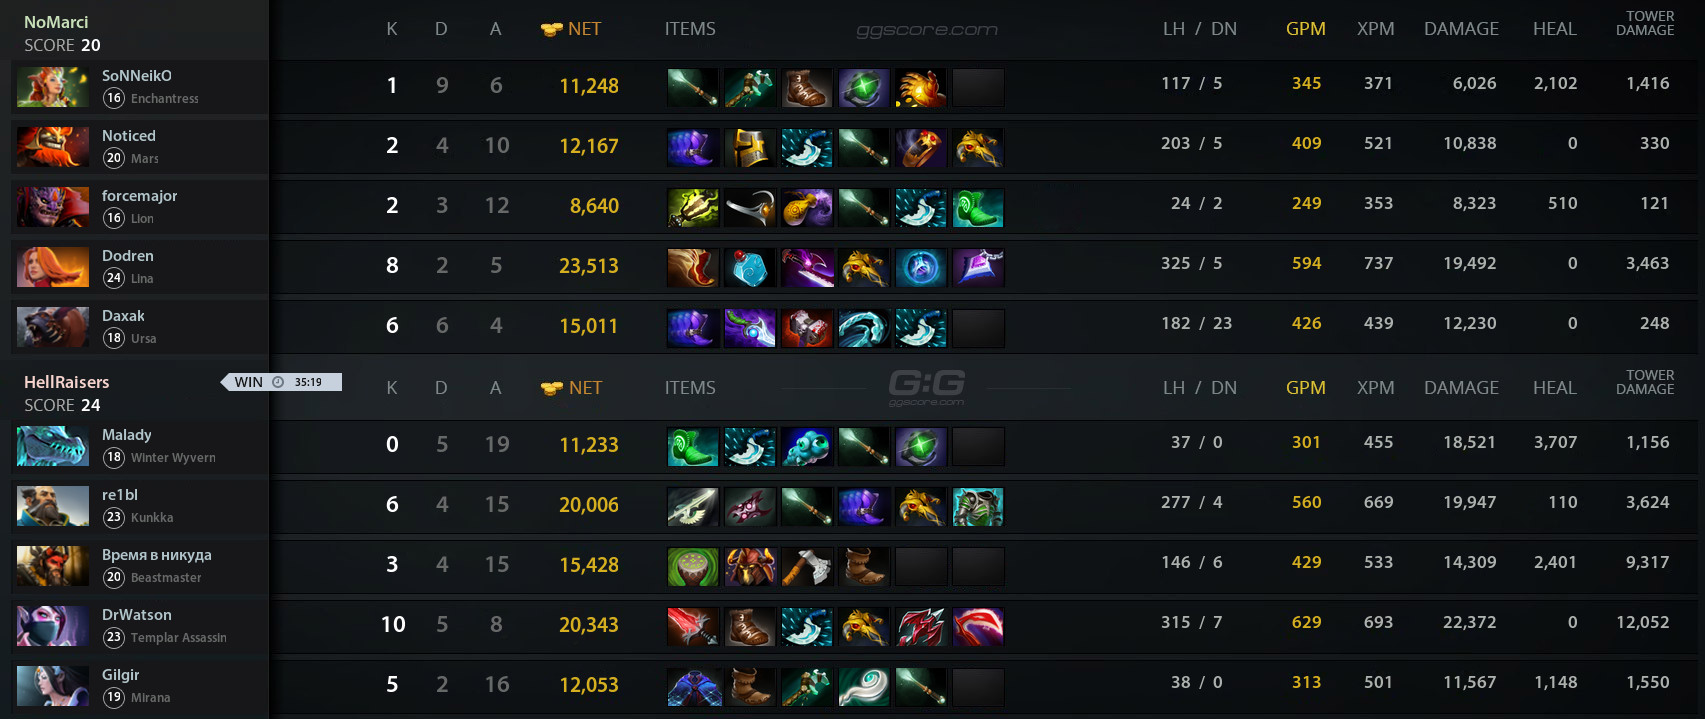 NoMarci K D A NET ITEMS ggscore.com LH / DN GPM XPM DAMAGE HEAL TOWER DAMAGE
SCORE 20
SoNNeikO 1 9 6 11,248 117 / 5 345 371 6,026 2,102 1,416
16 Enchantress
Noticed 2 4 10 12,167 203 / 5 409 521 10,838 0 330
20 Mars
forcemajor 2 3 12 8,640 24 / 2 249 353 8,323 510 121
16 Lion
Dodren 8 2 5 23,513 325 / 5 594 737 19,492 0 3,463
24 Lina
Daxak 6 6 4 15,011 182 / 23 426 439 12,230 0 248
18 Ursa
HellRaisers WIN 35:19 K D A NET ITEMS G:G ggscore.com LH / DN GPM XPM DAMAGE HEAL TOWER DAMAGE
SCORE 24
Malady 0 5 19 11,233 37 / 0 301 455 18,521 3,707 1,156
18 Winter Wyvern
re1bl 6 4 15 20,006 277 / 4 560 669 19,947 110 3,624
23 Kunkka
Время в никуда 3 4 15 15,428 146 / 6 429 533 14,309 2,401 9,317
20 Beastmaster
DrWatson 10 5 8 20,343 315 / 7 629 693 22,372 0 12,052
23 Templar Assassin
Gilgir 5 2 16 12,053 38 / 0 313 501 11,567 1,148 1,550
19 Mirana